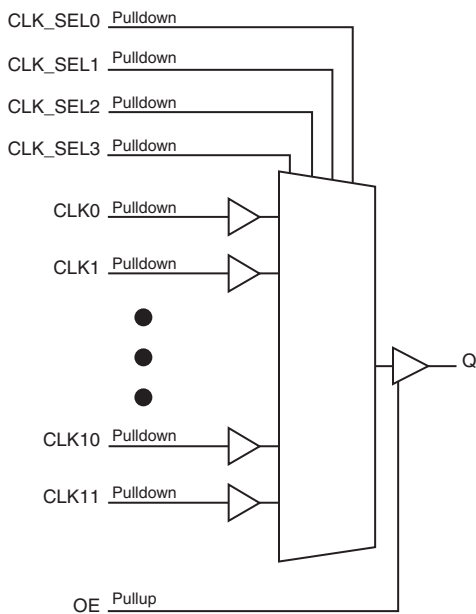 CLK_SEL0 Pulldown
CLK_SEL1 Pulldown
CLK_SEL2 Pulldown
CLK_SEL3 Pulldown
CLK0 Pulldown
CLK1 Pulldown
Q
CLK10 Pulldown
CLK11 Pulldown
OE Pullup